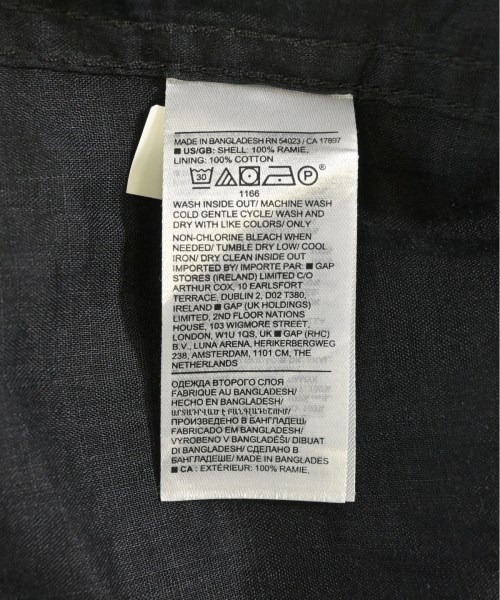 MADE IN BANGLADESH RN 54023 / CA 17897
■ US/GB: SHELL: 100% RAMIE,
LINING: 100% COTTON
30 P ®
1166
WASH INSIDE OUT/ MACHINE WASH
COLD GENTLE CYCLE/ WASH AND
DRY WITH LIKE COLORS/ ONLY
NON-CHLORINE BLEACH WHEN
NEEDED/ TUMBLE DRY LOW/ COOL
IRON/ DRY CLEAN INSIDE OUT
IMPORTED BY/ IMPORTE PAR: ■ GAP
STORES (IRELAND) LIMITED C/O
ARTHUR COX, 10 EARLSFORT
TERRACE, DUBLIN 2, D02 T380,
IRELAND ■ GAP (UK HOLDINGS)
LIMITED, 2ND FLOOR NATIONS
HOUSE, 103 WIGMORE STREET,
LONDON, W1U 1QS, UK ■ GAP (RHC)
B.V., LUNA ARENA, HERIKERBERGWEG
238, AMSTERDAM, 1101 CM, THE
NETHERLANDS
ОДЕЖДА ВТОРОГО СЛОЯ
FABRIQUE AU BANGLADESH/
HECHO EN BANGLADESH/
ԱՐՏԱԴՐՎԱԾ Է ԲԱՆԳԼԱԴԵՇՈՒՄ/
ПРОИЗВЕДЕНО В БАНГЛАДЕШ/
FABRICADO EM BANGLADESH/
VYROBENO V BANGLADÉŠI/ DIBUAT
DI BANGLADESH/ СДЕЛАНО В
БАНГЛАДЕШЕ/ MADE IN BANGLADES
■ CA : EXTÉRIEUR: 100% RAMIE,